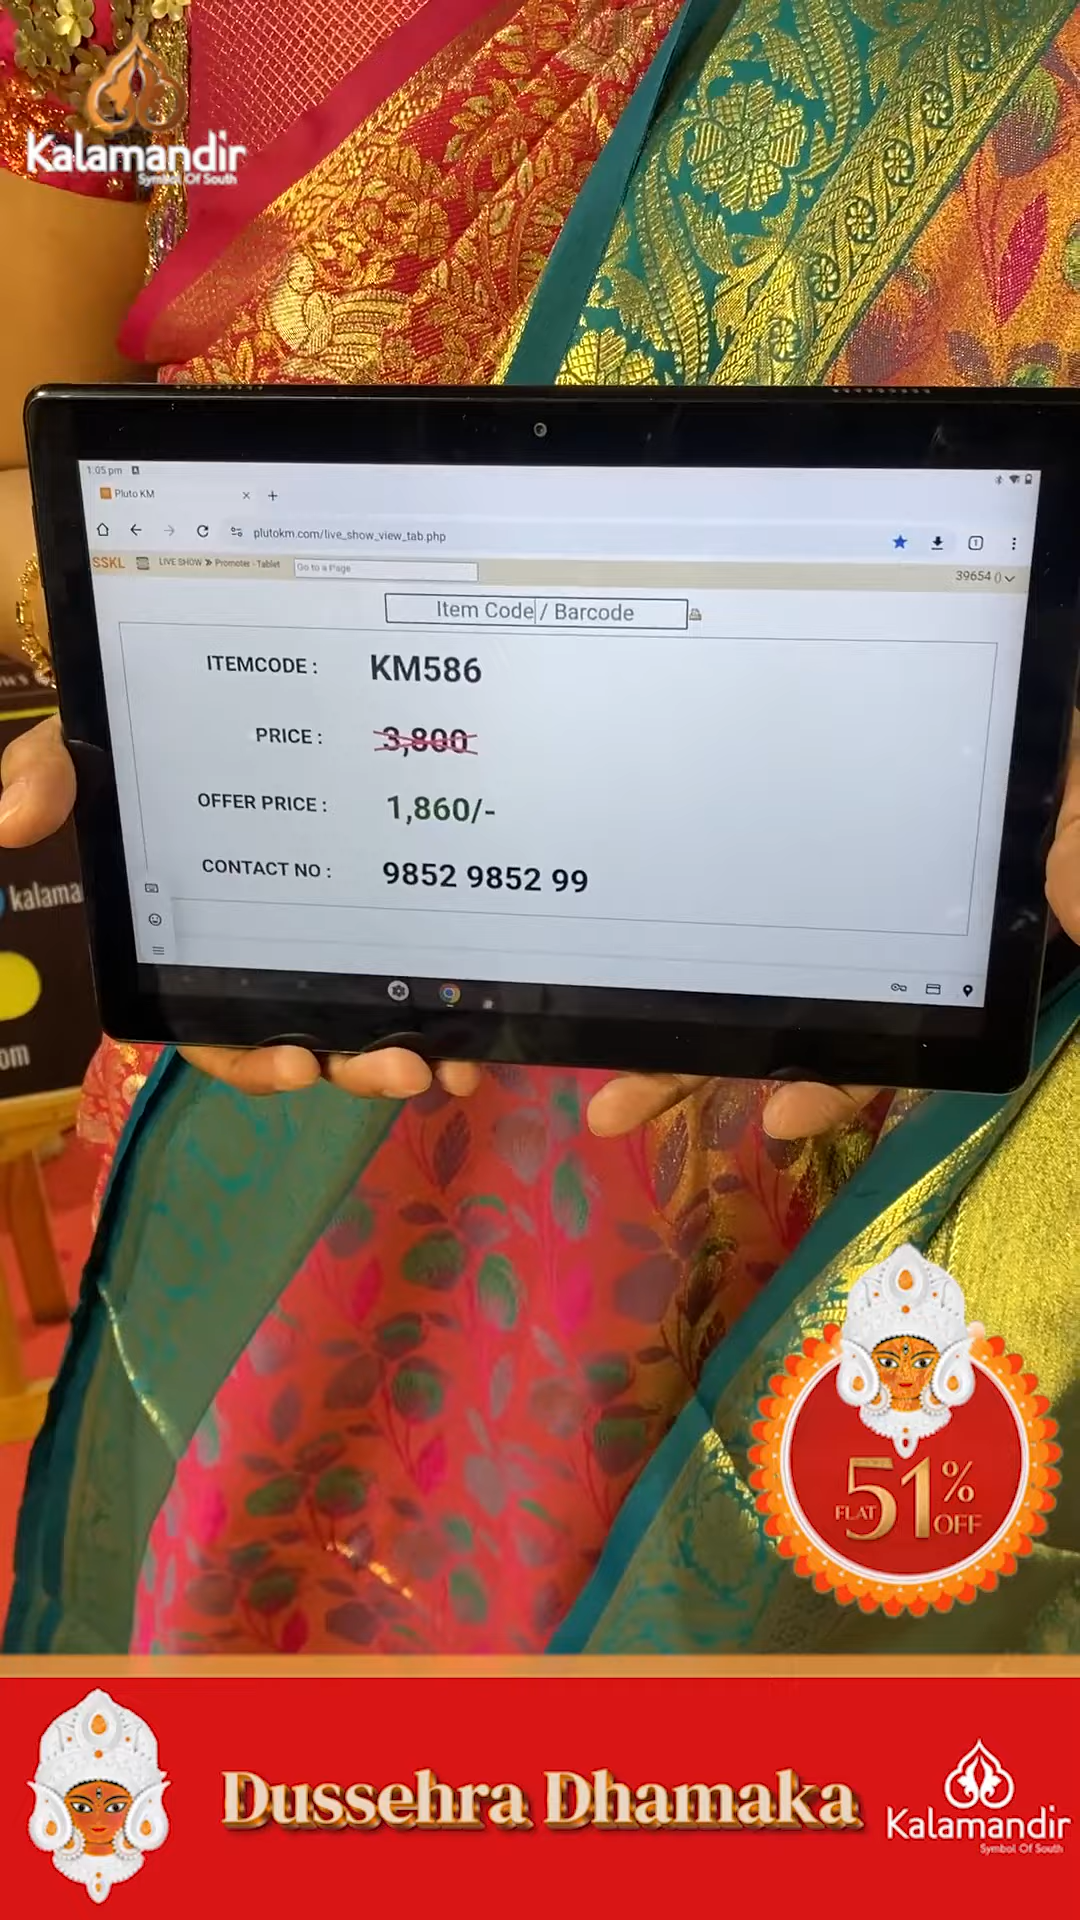 Kalamandir
Symbol Of South
1:05 pm
Pluto KM
plutokm.com/live_show_view_tab.php
SSKL
LIVE SHOW » Promoter - Tablet
Go to a Page
39654 ()
Item Code / Barcode
ITEMCODE : KM586
PRICE : 3,800
OFFER PRICE : 1,860/-
CONTACT NO : 9852 9852 99
kalama
om
FLAT 51% OFF
Dussehra Dhamaka
Kalamandir
Symbol Of South